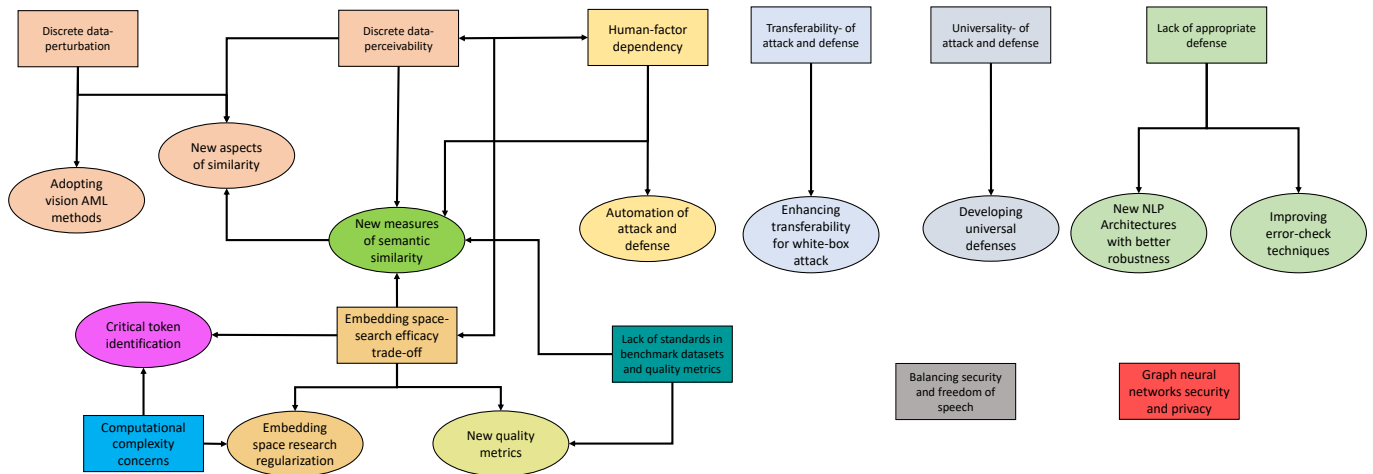 Discrete data-
perturbation
Discrete data-
perceivability
Human-factor
dependency
Transferability- of
attack and defense
Universality- of
attack and defense
Lack of appropriate
defense
New aspects
of similarity
Adopting
vision AML
methods
New measures
of semantic
similarity
Automation of
attack and
defense
Enhancing
transferability
for white-box
attack
Developing
universal
defenses
New NLP
Architectures
with better
robustness
Improving
error-check
techniques
Critical token
identification
Embedding space-
search efficacy
trade-off
Lack of standards in
benchmark datasets
and quality metrics
Balancing security
and freedom of
speech
Graph neural
networks security
and privacy
Computational
complexity
concerns
Embedding
space research
regularization
New quality
metrics